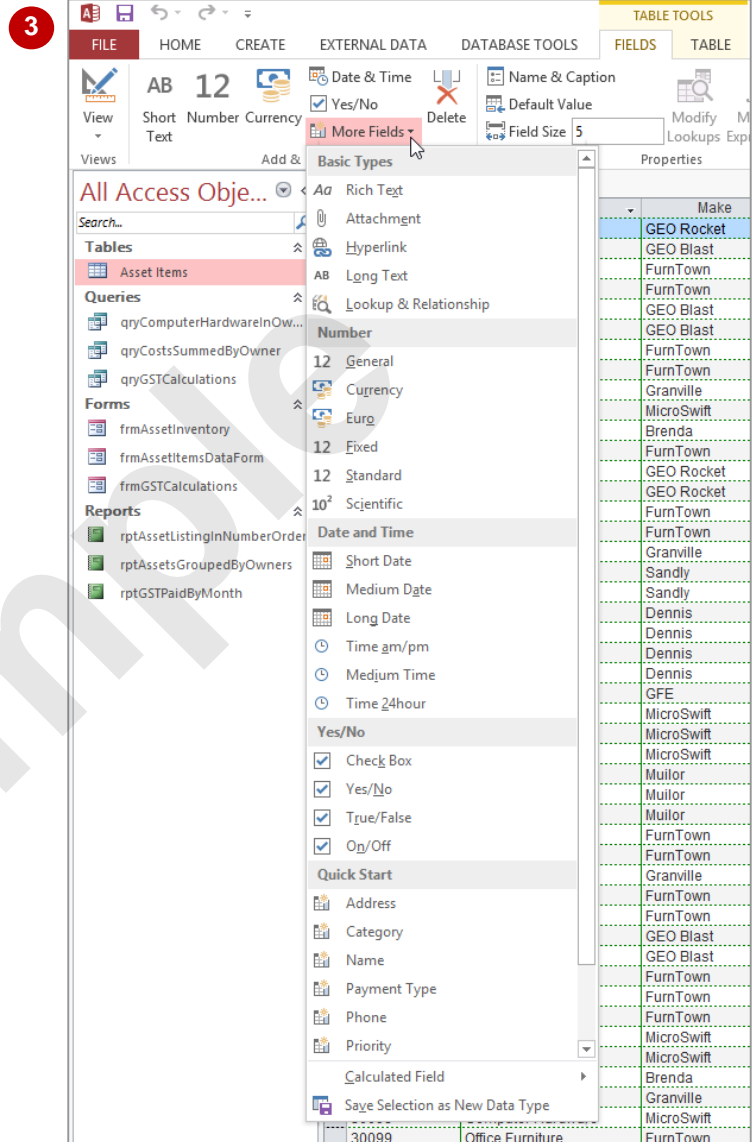 3
TABLE TOOLS
FILE HOME CREATE EXTERNAL DATA DATABASE TOOLS FIELDS TABLE
View
AB Short Text
12 Number
Currency
Date & Time
Yes/No
More Fields
Delete
Name & Caption
Default Value
Field Size 5
Modify Lookups
Views
Add &
Properties
All Access Obje...
Search...
Tables
Asset Items
Queries
qryComputerHardwareInOw...
qryCostsSummedByOwner
qryGSTCalculations
Forms
frmAssetInventory
frmAssetItemsDataForm
frmGSTCalculations
Reports
rptAssetListingInNumberOrder
rptAssetsGroupedByOwners
rptGSTPaidByMonth
Basic Types
Aa Rich Text
Attachment
Hyperlink
AB Long Text
Lookup & Relationship
Number
12 General
Currency
Euro
12 Fixed
12 Standard
10² Scientific
Date and Time
Short Date
Medium Date
Long Date
Time am/pm
Medium Time
Time 24hour
Yes/No
Check Box
Yes/No
True/False
On/Off
Quick Start
Address
Category
Name
Payment Type
Phone
Priority
Calculated Field
Save Selection as New Data Type
Make
GEO Rocket
GEO Blast
FurnTown
FurnTown
GEO Blast
GEO Blast
FurnTown
FurnTown
Granville
MicroSwift
Brenda
FurnTown
GEO Rocket
GEO Rocket
FurnTown
FurnTown
Granville
Sandly
Sandly
Dennis
Dennis
Dennis
Dennis
GFE
MicroSwift
MicroSwift
MicroSwift
Muilor
Muilor
Muilor
FurnTown
FurnTown
Granville
FurnTown
FurnTown
GEO Blast
GEO Blast
FurnTown
FurnTown
FurnTown
MicroSwift
MicroSwift
Brenda
Granville
MicroSwift
30099 Office Furniture FurnTown